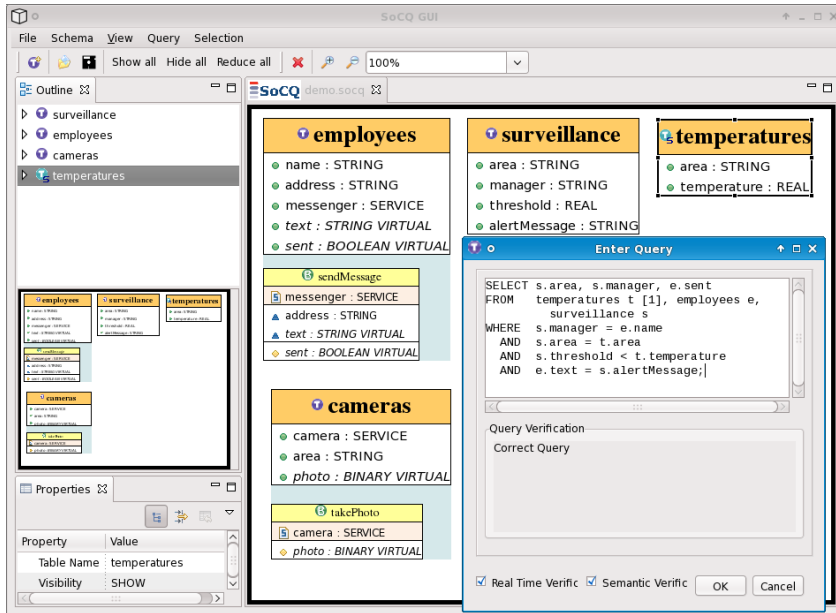 SoCQ GUI
File Schema View Query Selection
Show all Hide all Reduce all 100%
Outline
surveillance
employees
cameras
temperatures
SoCQ demo.socq
employees
name : STRING
address : STRING
messenger : SERVICE
text : STRING VIRTUAL
sent : BOOLEAN VIRTUAL
sendMessage
messenger : SERVICE
address : STRING
text : STRING VIRTUAL
sent : BOOLEAN VIRTUAL
surveillance
area : STRING
manager : STRING
threshold : REAL
alertMessage : STRING
temperatures
area : STRING
temperature : REAL
cameras
camera : SERVICE
area : STRING
photo : BINARY VIRTUAL
takePhoto
camera : SERVICE
photo : BINARY VIRTUAL
employees surveillance temperatures
cameras
Properties
Property Value
Table Name temperatures
Visibility SHOW
Enter Query
SELECT s.area, s.manager, e.sent
FROM temperatures t [1], employees e,
surveillance s
WHERE s.manager = e.name
AND s.area = t.area
AND s.threshold < t.temperature
AND e.text = s.alertMessage;
Query Verification
Correct Query
Real Time Verific Semantic Verific OK Cancel